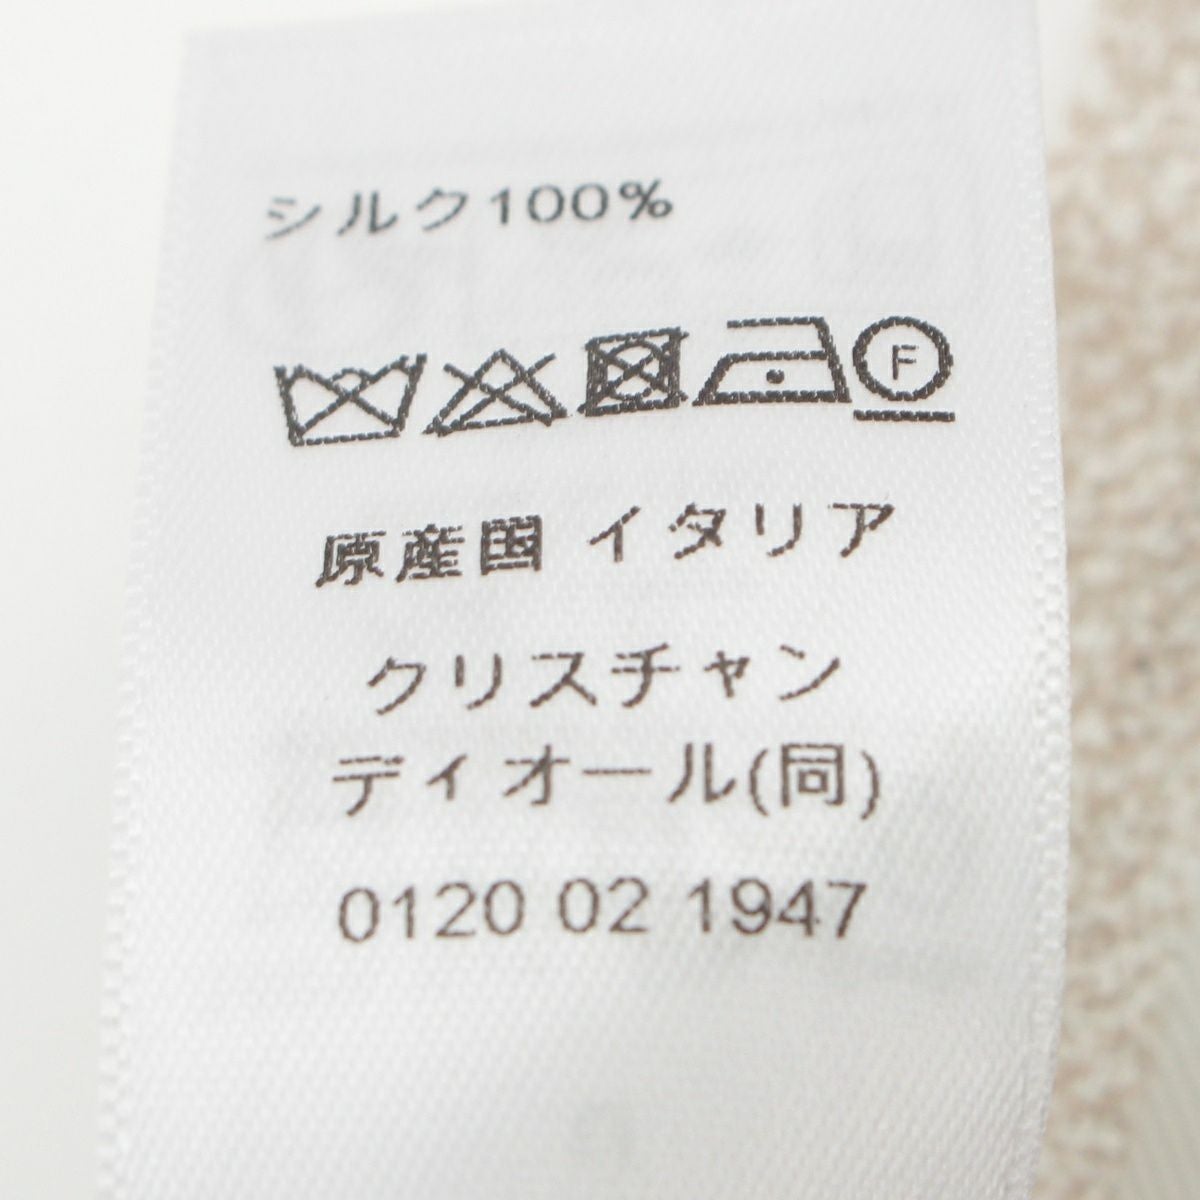 シルク100%
F
原産国 イタリア
クリスチャン
ディオール(同)
0120 02 1947